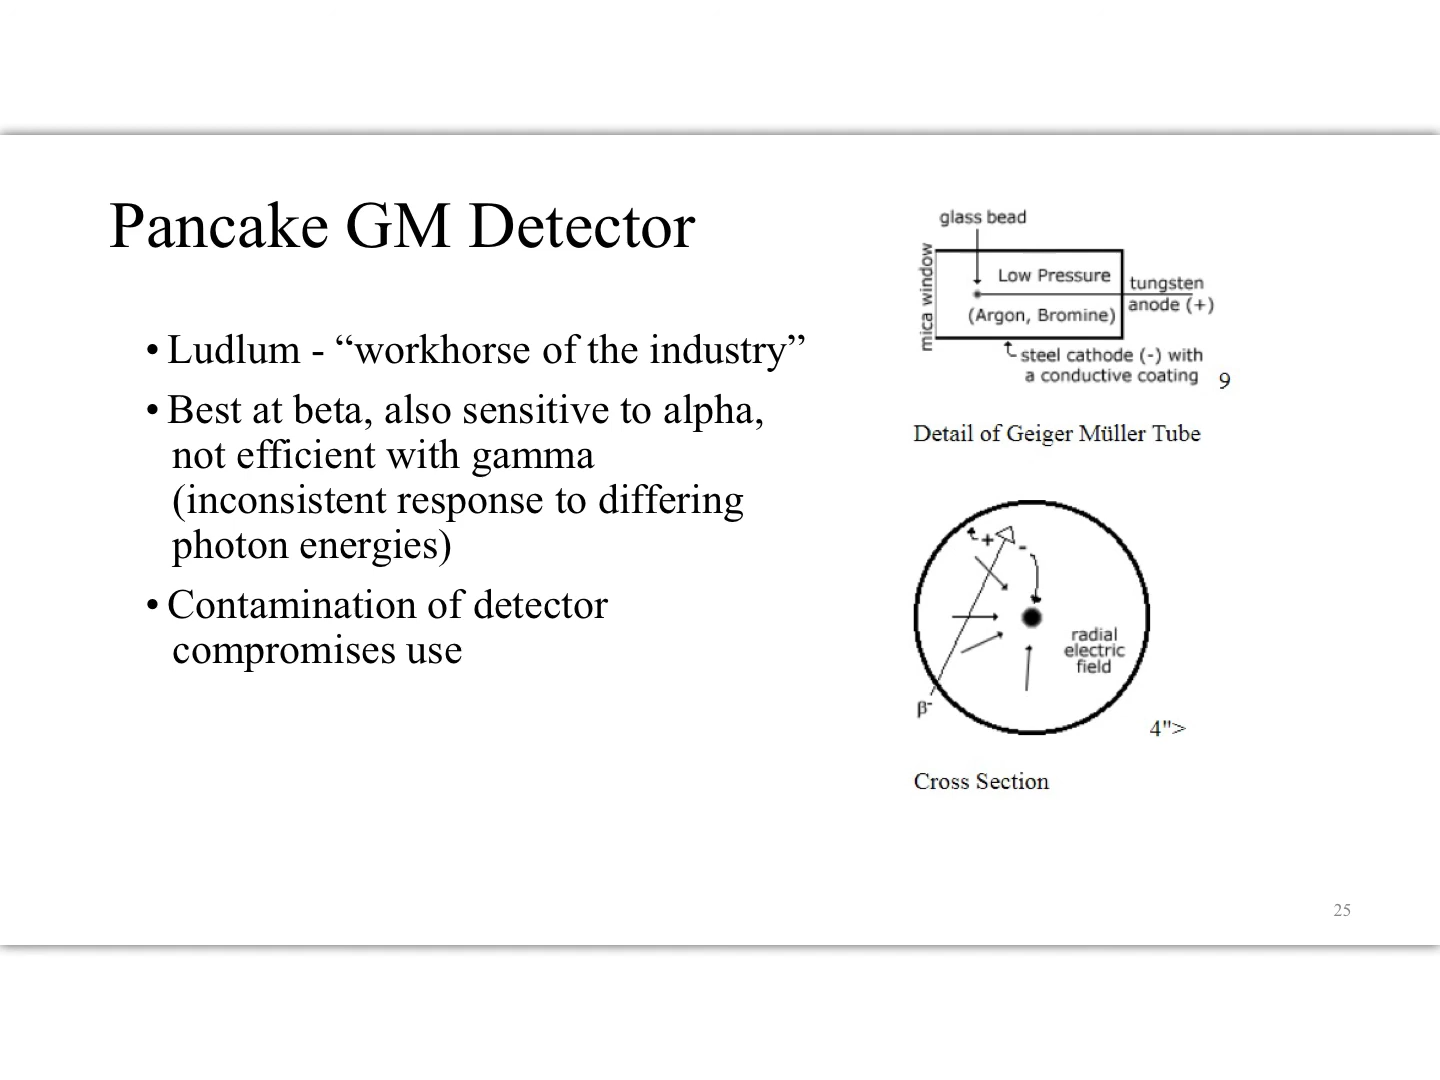 Pancake GM Detector
• Ludlum - “workhorse of the industry”
• Best at beta, also sensitive to alpha,
not efficient with gamma
(inconsistent response to differing
photon energies)
• Contamination of detector
compromises use
glass bead
mica window
Low Pressure
(Argon, Bromine)
tungsten
anode (+)
steel cathode (-) with
a conductive coating
9
Detail of Geiger Müller Tube
+
-
radial
electric
field
β-
4">
Cross Section
25